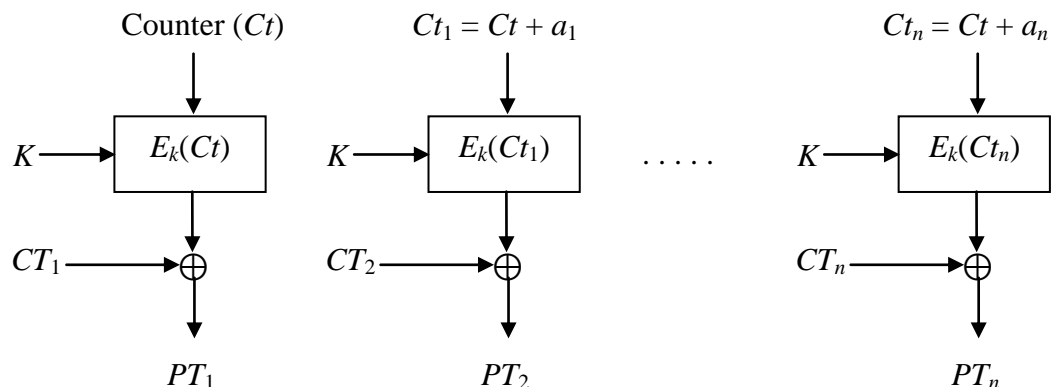 Counter (Ct) Ct₁ = Ct + a₁ Ctₙ = Ct + aₙ
K Eₖ(Ct) K Eₖ(Ct₁) . . . . . K Eₖ(Ctₙ)
CT₁ CT₂ CTₙ
PT₁ PT₂ PTₙ